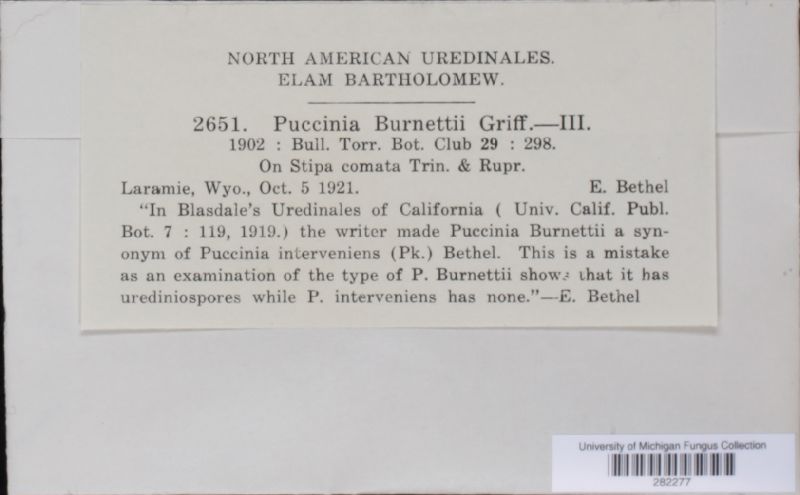 NORTH AMERICAN UREDINALES.
ELAM BARTHOLOMEW.
2651. Puccinia Burnettii Griff.—III.
1902 : Bull. Torr. Bot. Club 29 : 298.
On Stipa comata Trin. & Rupr.
Laramie, Wyo., Oct. 5 1921. E. Bethel
“In Blasdale’s Uredinales of California ( Univ. Calif. Publ.
Bot. 7 : 119, 1919.) the writer made Puccinia Burnettii a syn-
onym of Puccinia interveniens (Pk.) Bethel. This is a mistake
as an examination of the type of P. Burnettii shows that it has
urediniospores while P. interveniens has none.”—E. Bethel
University of Michigan Fungus Collection
282277